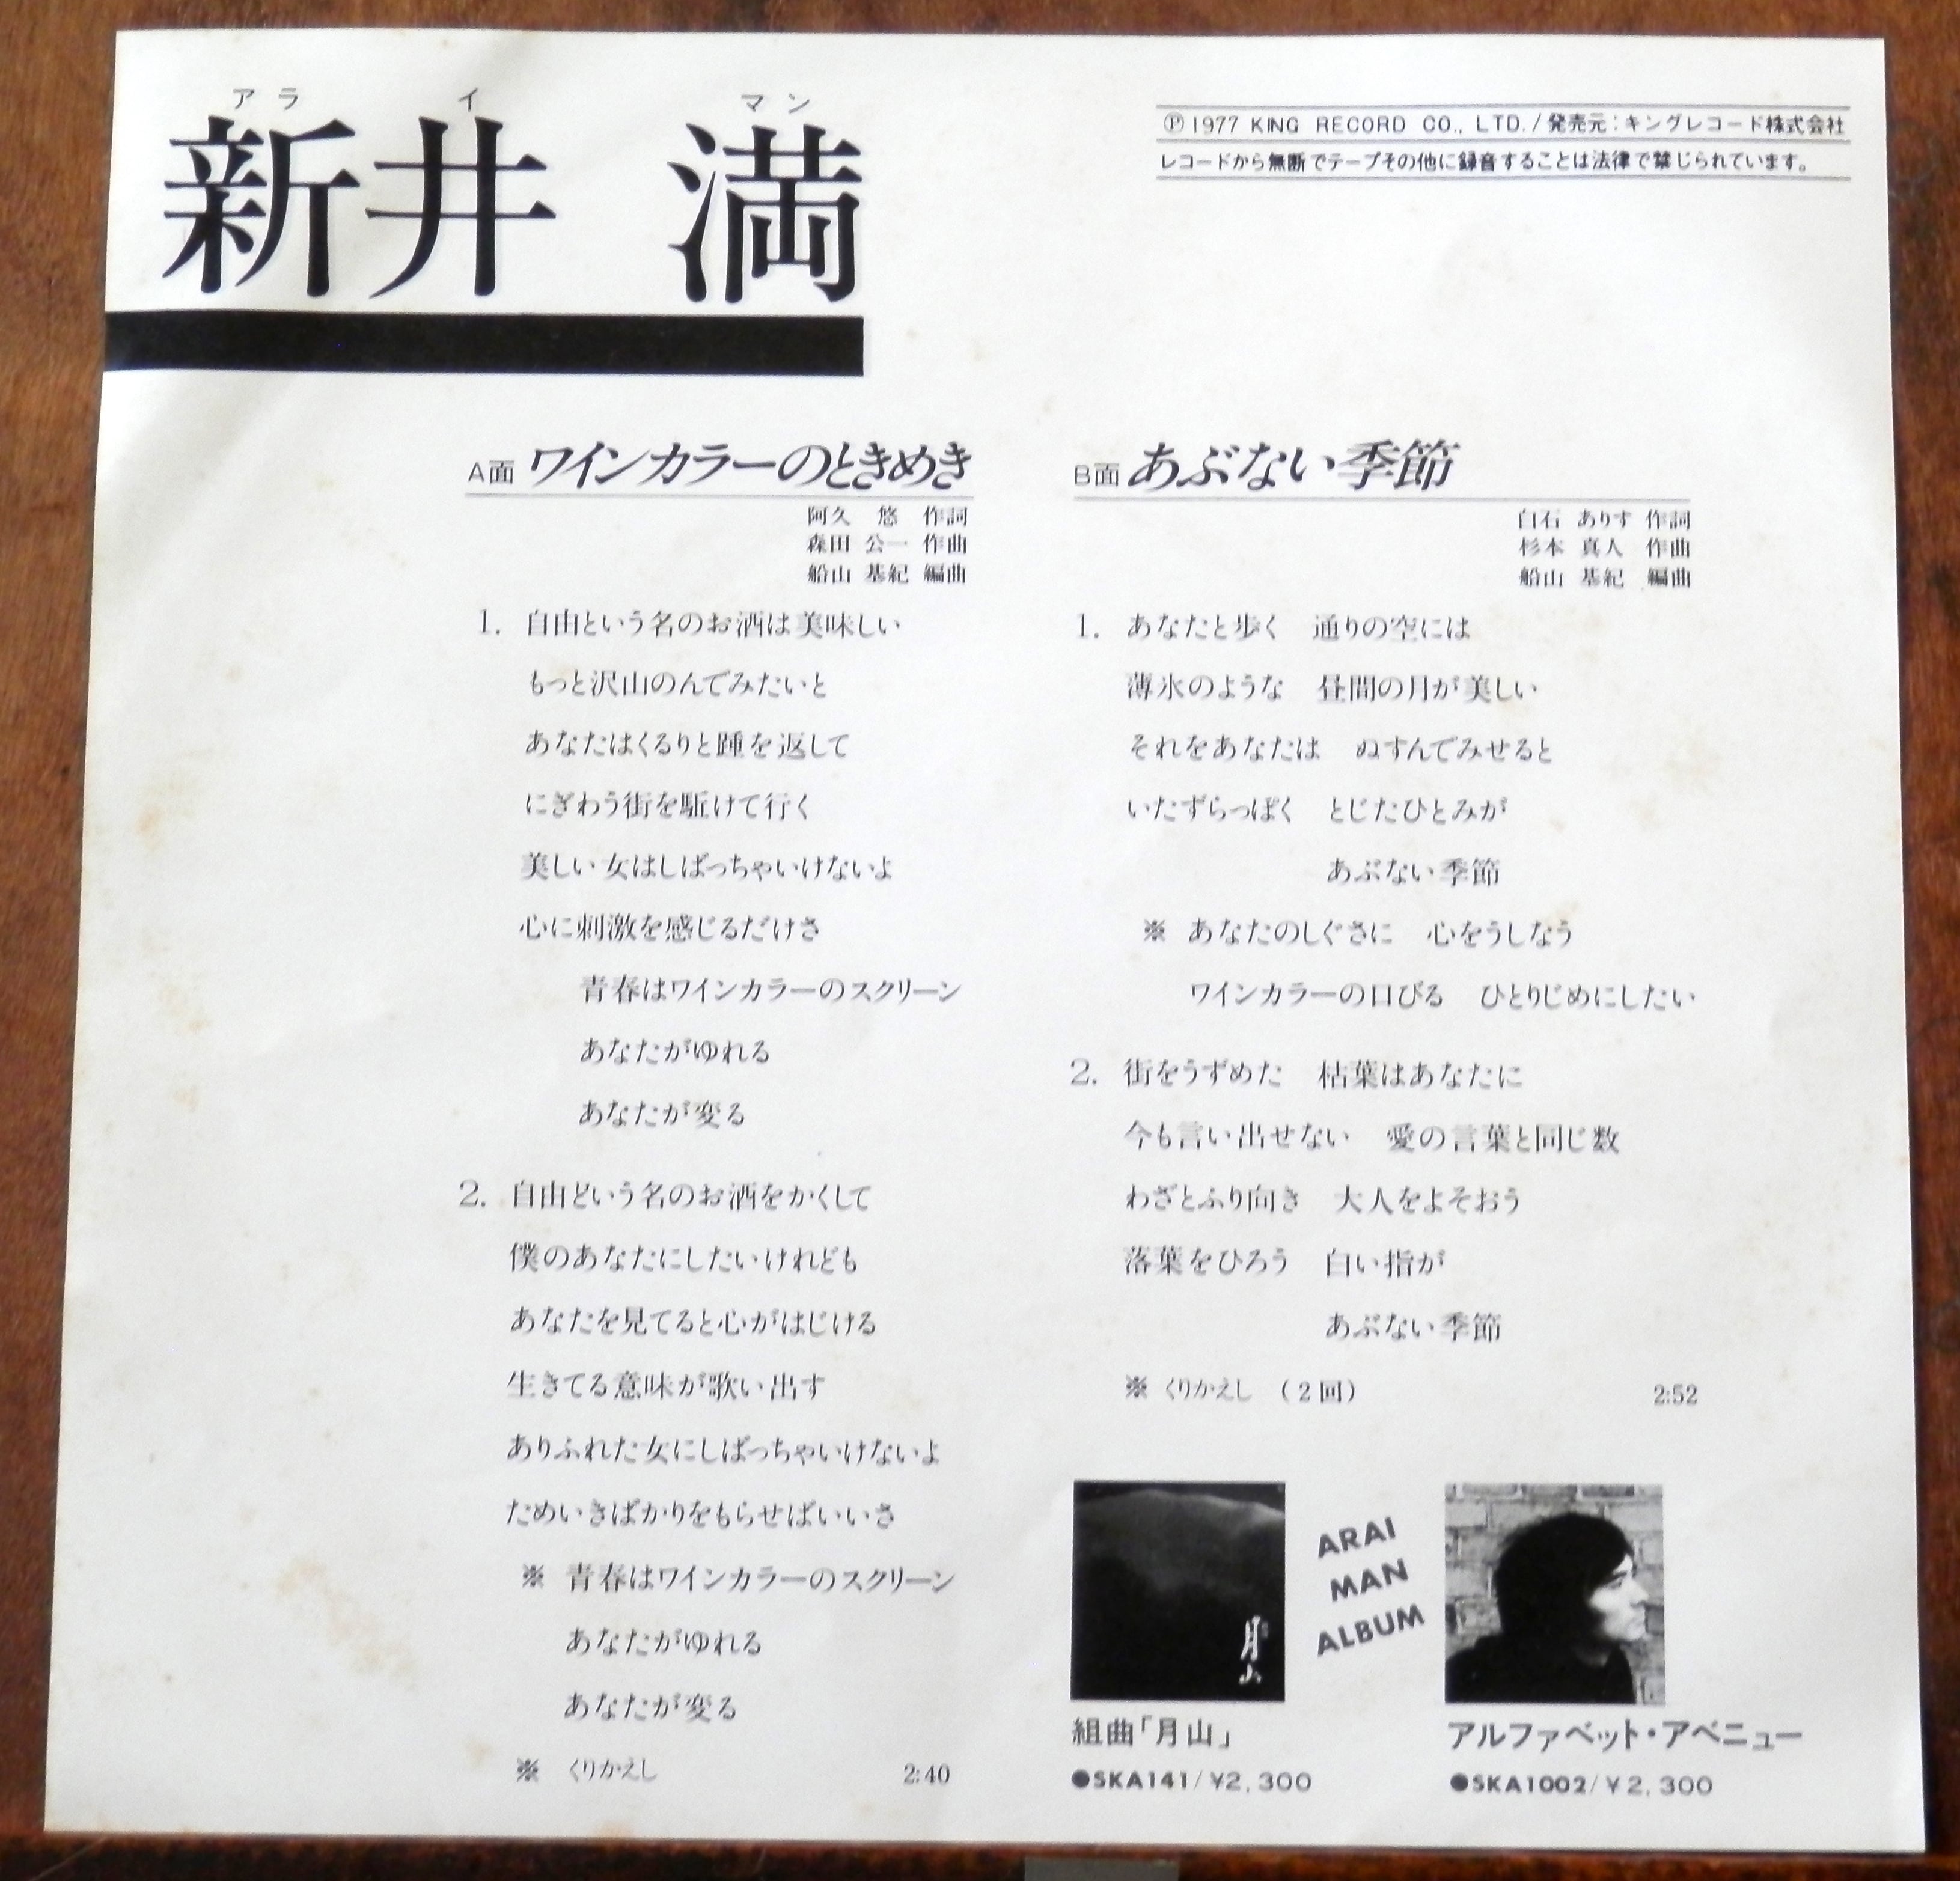 アライ マン
新井 満
Ⓟ1977 KING RECORD CO., LTD./発売元:キングレコード株式会社
レコードから無断でテープその他に録音することは法律で禁じられています。
A面 ワインカラーのときめき
阿久 悠 作詞
森田 公一 作曲
船山 基紀 編曲
1. 自由という名のお酒は美味しい
もっと沢山のんでみたいと
あなたはくるりと踵を返して
にぎわう街を駈けて行く
美しい女はしばっちゃいけないよ
心に刺激を感じるだけさ
青春はワインカラーのスクリーン
あなたがゆれる
あなたが変る
2. 自由という名のお酒をかくして
僕のあなたにしたいけれども
あなたを見てると心がはじける
生きてる意味が歌い出す
ありふれた女にしばっちゃいけないよ
ためいきばかりをもらせばいいさ
※ 青春はワインカラーのスクリーン
あなたがゆれる
あなたが変る
※ くりかえし 2:40
B面 あぶない季節
白石 ありす 作詞
杉本 真人 作曲
船山 基紀 編曲
1. あなたと歩く 通りの空には
薄氷のような 昼間の月が美しい
それをあなたは ぬすんでみせると
いたずらっぽく とじたひとみが
あぶない季節
※ あなたのしぐさに 心をうしなう
ワインカラーの口びる ひとりじめにしたい
2. 街をうずめた 枯葉はあなたに
今も言い出せない 愛の言葉と同じ数
わざとふり向き 大人をよそおう
落葉をひろう 白い指が
あぶない季節
※ くりかえし (2回) 2:52
月山
ARAI
MAN
ALBUM
組曲「月山」
●SKA141/¥2,300
アルファベット・アベニュー
●SKA1002/¥2,300